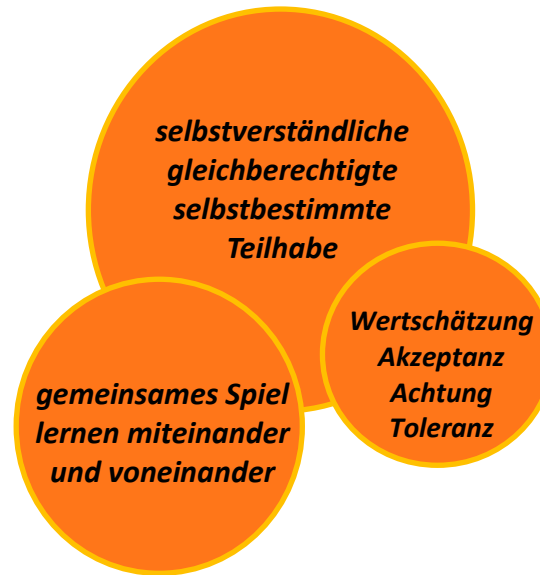 selbstverständliche
gleichberechtigte
selbstbestimmte
Teilhabe
Wertschätzung
Akzeptanz
Achtung
Toleranz
gemeinsames Spiel
lernen miteinander
und voneinander